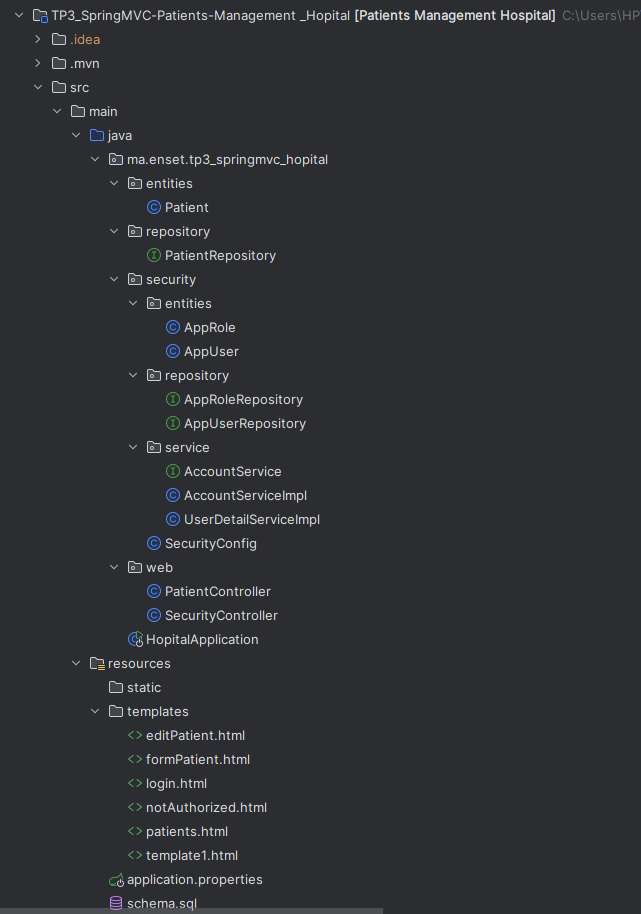 TP3_SpringMVC-Patients-Management _Hopital [Patients Management Hospital] C:\Users\HP
.idea
.mvn
src
main
java
ma.enset.tp3_springmvc_hopital
entities
Patient
repository
PatientRepository
security
entities
AppRole
AppUser
repository
AppRoleRepository
AppUserRepository
service
AccountService
AccountServiceImpl
UserDetailServiceImpl
SecurityConfig
web
PatientController
SecurityController
HopitalApplication
resources
static
templates
editPatient.html
formPatient.html
login.html
notAuthorized.html
patients.html
template1.html
application.properties
schema.sql